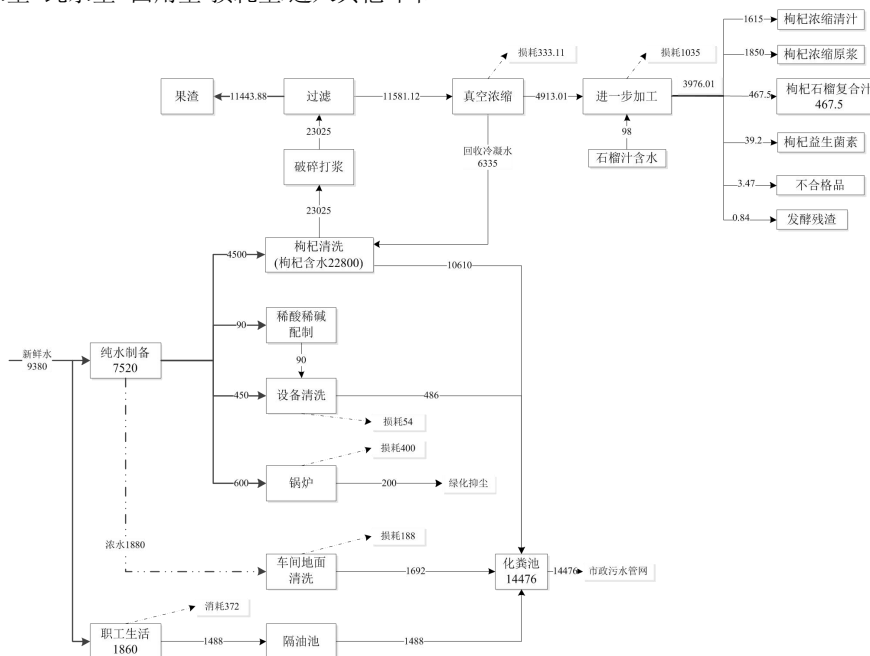 1615
枸杞浓缩清汁
损耗333.11
损耗1035
1850
枸杞浓缩原浆
3976.01
果渣
11443.88
过滤
11581.12
真空浓缩
4913.01
进一步加工
467.5
枸杞石榴复合汁
467.5
23025
98
回收冷凝水
6335
39.2
枸杞益生菌素
破碎打浆
石榴汁含水
3.47
不合格品
23025
0.84
发酵残渣
枸杞清洗
(枸杞含水22800)
4500
10610
稀酸稀碱
配制
90
新鲜水
9380
纯水制备
7520
90
450
设备清洗
486
损耗54
损耗400
600
锅炉
200
绿化抑尘
浓水1880
损耗188
车间地面
清洗
1692
化粪池
14476
14476
市政污水管网
消耗372
职工生活
1860
1488
隔油池
1488